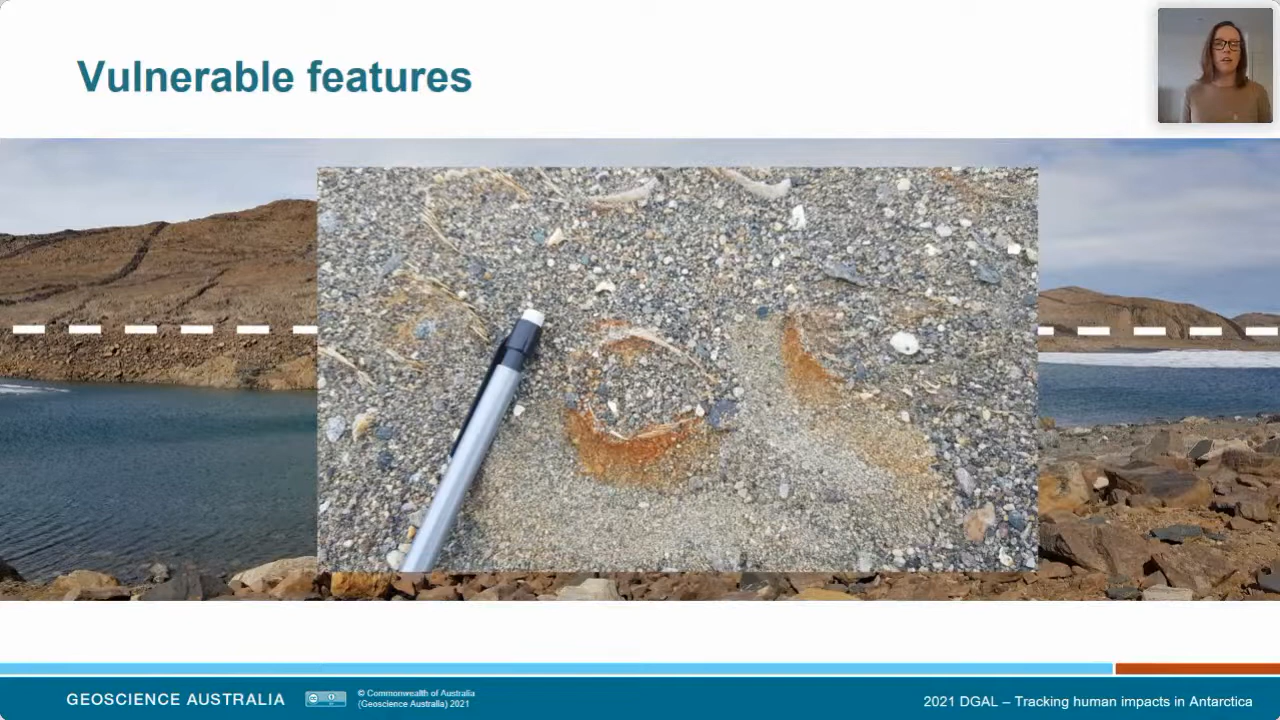 Vulnerable features
GEOSCIENCE AUSTRALIA
© Commonwealth of Australia
(Geoscience Australia) 2021
2021 DGAL – Tracking human impacts in Antarctica